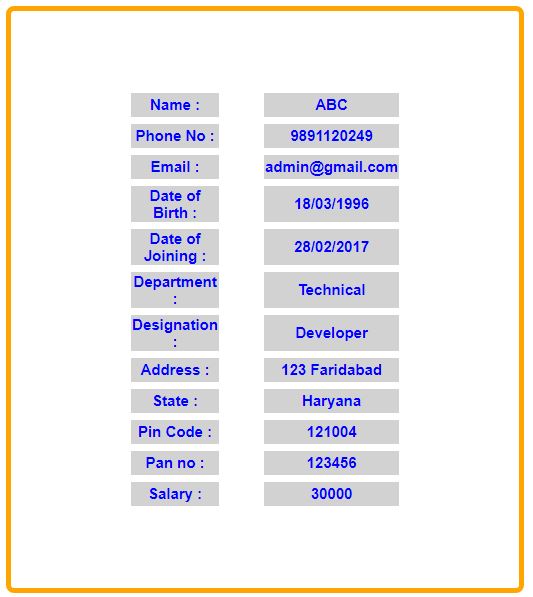 Name : ABC
Phone No : 9891120249
Email : admin@gmail.com
Date of
Birth : 18/03/1996
Date of
Joining : 28/02/2017
Department
: Technical
Designation
: Developer
Address : 123 Faridabad
State : Haryana
Pin Code : 121004
Pan no : 123456
Salary : 30000